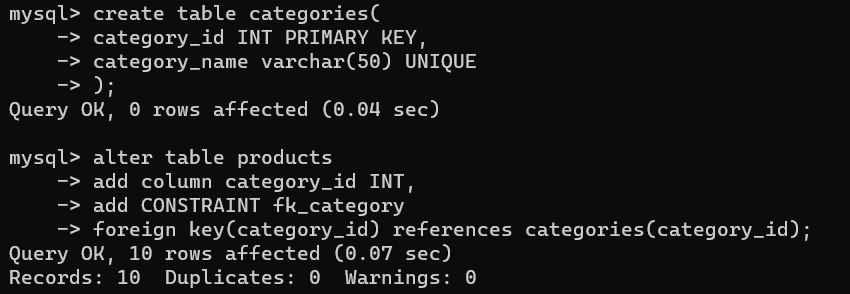 mysql> create table categories(
    -> category_id INT PRIMARY KEY,
    -> category_name varchar(50) UNIQUE
    -> );
Query OK, 0 rows affected (0.04 sec)

mysql> alter table products
    -> add column category_id INT,
    -> add CONSTRAINT fk_category
    -> foreign key(category_id) references categories(category_id);
Query OK, 10 rows affected (0.07 sec)
Records: 10  Duplicates: 0  Warnings: 0